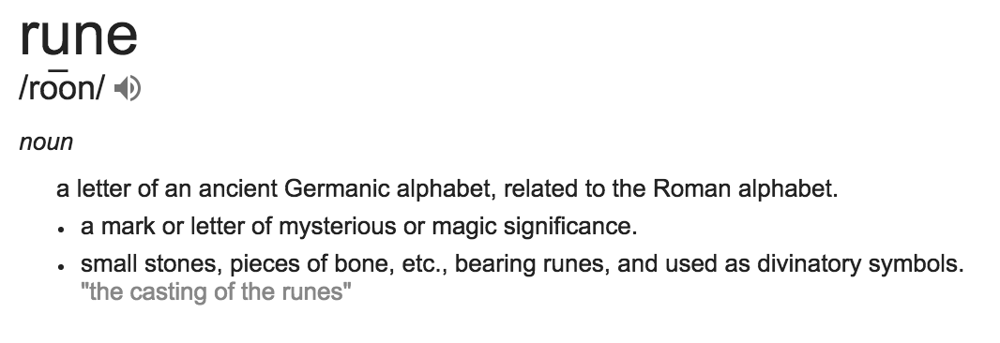 rune
/ro͞on/
noun
a letter of an ancient Germanic alphabet, related to the Roman alphabet.
• a mark or letter of mysterious or magic significance.
• small stones, pieces of bone, etc., bearing runes, and used as divinatory symbols.
"the casting of the runes"